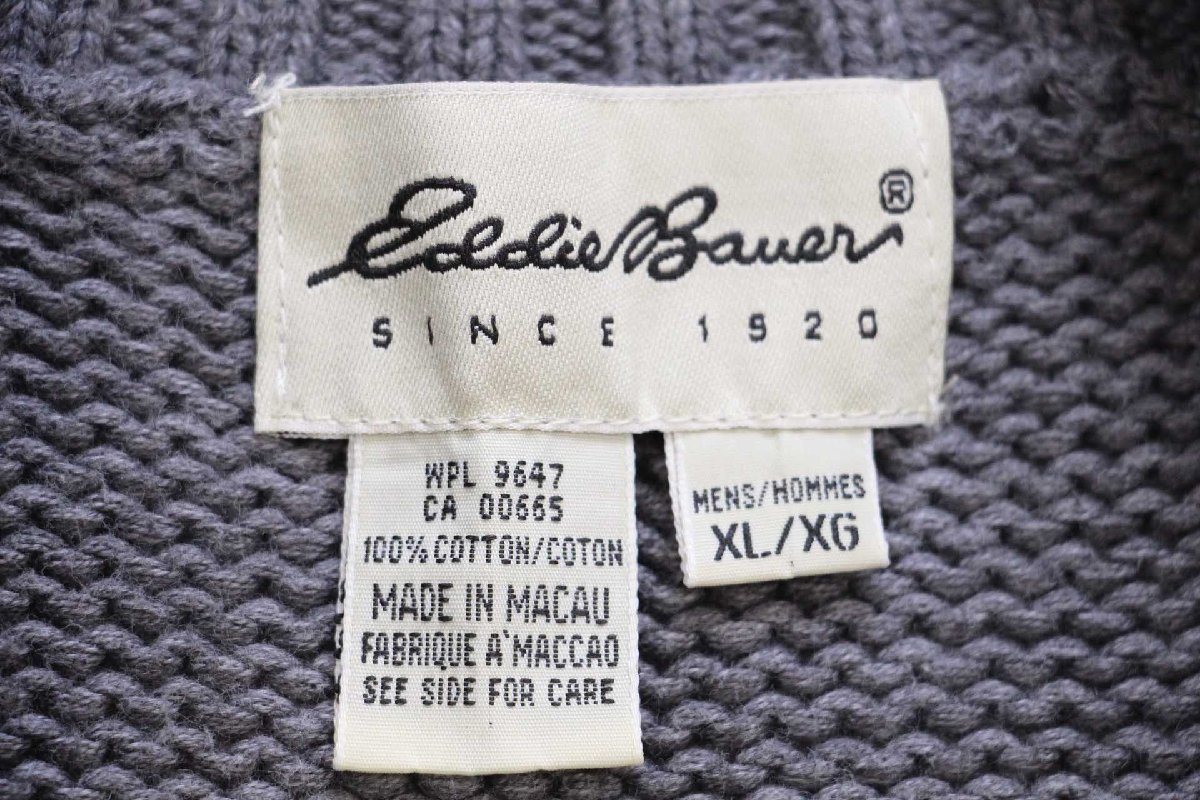 Eddie Bauer®
SINCE 1920
WPL 9647
CA 00665
100% COTTON/COTON
MADE IN MACAU
FABRIQUE A'MACCAO
SEE SIDE FOR CARE
MENS/HOMMES
XL/XG